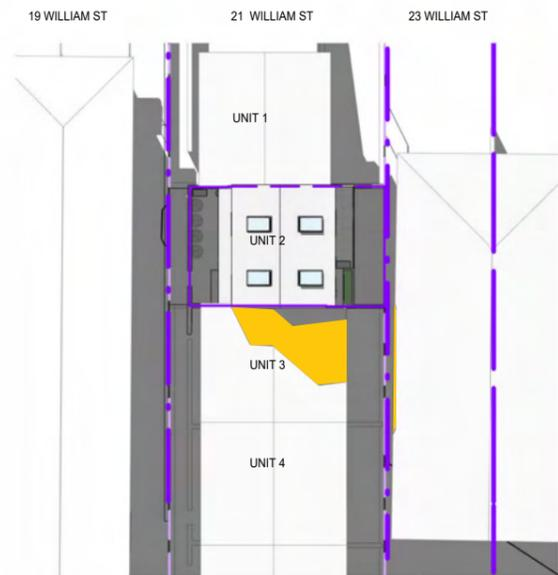 19 WILLIAM ST 21 WILLIAM ST 23 WILLIAM ST
UNIT 1
UNIT 2
UNIT 3
UNIT 4